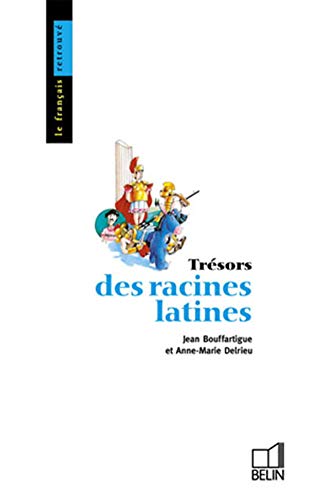 le français retrouvé
Trésors
des racines
latines
Jean Bouffartigue
et Anne-Marie Delrieu
BELIN